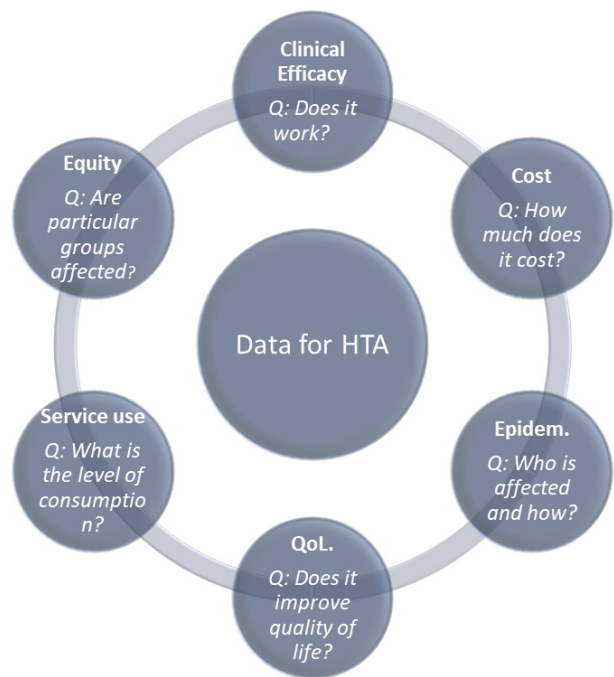 Clinical
Efficacy
Q: Does it
work?
Cost
Q: How
much does
it cost?
Epidem.
Q: Who is
affected
and how?
QoL.
Q: Does it
improve
quality of
life?
Service use
Q: What is
the level of
consumptio
n?
Equity
Q: Are
particular
groups
affected?
Data for HTA